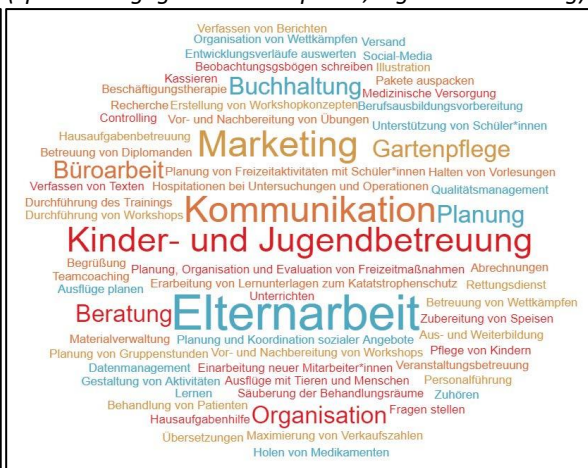 Verfassen von Berichten
Organisation von Wettkämpfen Versand
Entwicklungsverläufe auswerten Social-Media
Beobachtungsgsbögen schreiben Illustration
Kassieren Buchhaltung Pakete auspacken
Beschäftigungstherapie Medizinische Versorgung
Recherche Erstellung von Workshopkonzepten Berufsausbildungsvorbereitung
Controlling Vor- und Nachbereitung von Übungen Unterstützung von Schüler*innen
Hausaufgabenbetreuung Marketing Gartenpflege
Betreuung von Diplomanden
Büroarbeit Planung von Freizeitaktivitäten mit Schüler*innen Halten von Vorlesungen
Verfassen von Texten Hospitationen bei Untersuchungen und Operationen Qualitätsmanagement
Durchführung des Trainings Kommunikation Planung
Durchführung von Workshops
Kinder- und Jugendbetreuung
Begrüßung Planung, Organisation und Evaluation von Freizeitmaßnahmen Abrechnungen
Teamcoaching
Ausflüge planen Erarbeitung von Lernunterlagen zum Katatstrophenschutz Rettungsdienst
Unterrichten
Beratung Elternarbeit Betreuung von Wettkämpfen
Zubereitung von Speisen
Materialverwaltung Planung und Koordination sozialer Angebote Aus- und Weiterbildung
Planung von Gruppenstunden Vor- und Nachbereitung von Workshops Pflege von Kindern
Datenmanagement Einarbeitung neuer Mitarbeiter*innen Veranstaltungsbetreuung
Gestaltung von Aktivitäten Ausflüge mit Tieren und Menschen Personalführung
Lernen Säuberung der Behandlungsräume Zuhören
Behandlung von Patienten Organisation Fragen stellen
Hausaufgabenhilfe
Übersetzungen Maximierung von Verkaufszahlen
Holen von Medikamenten